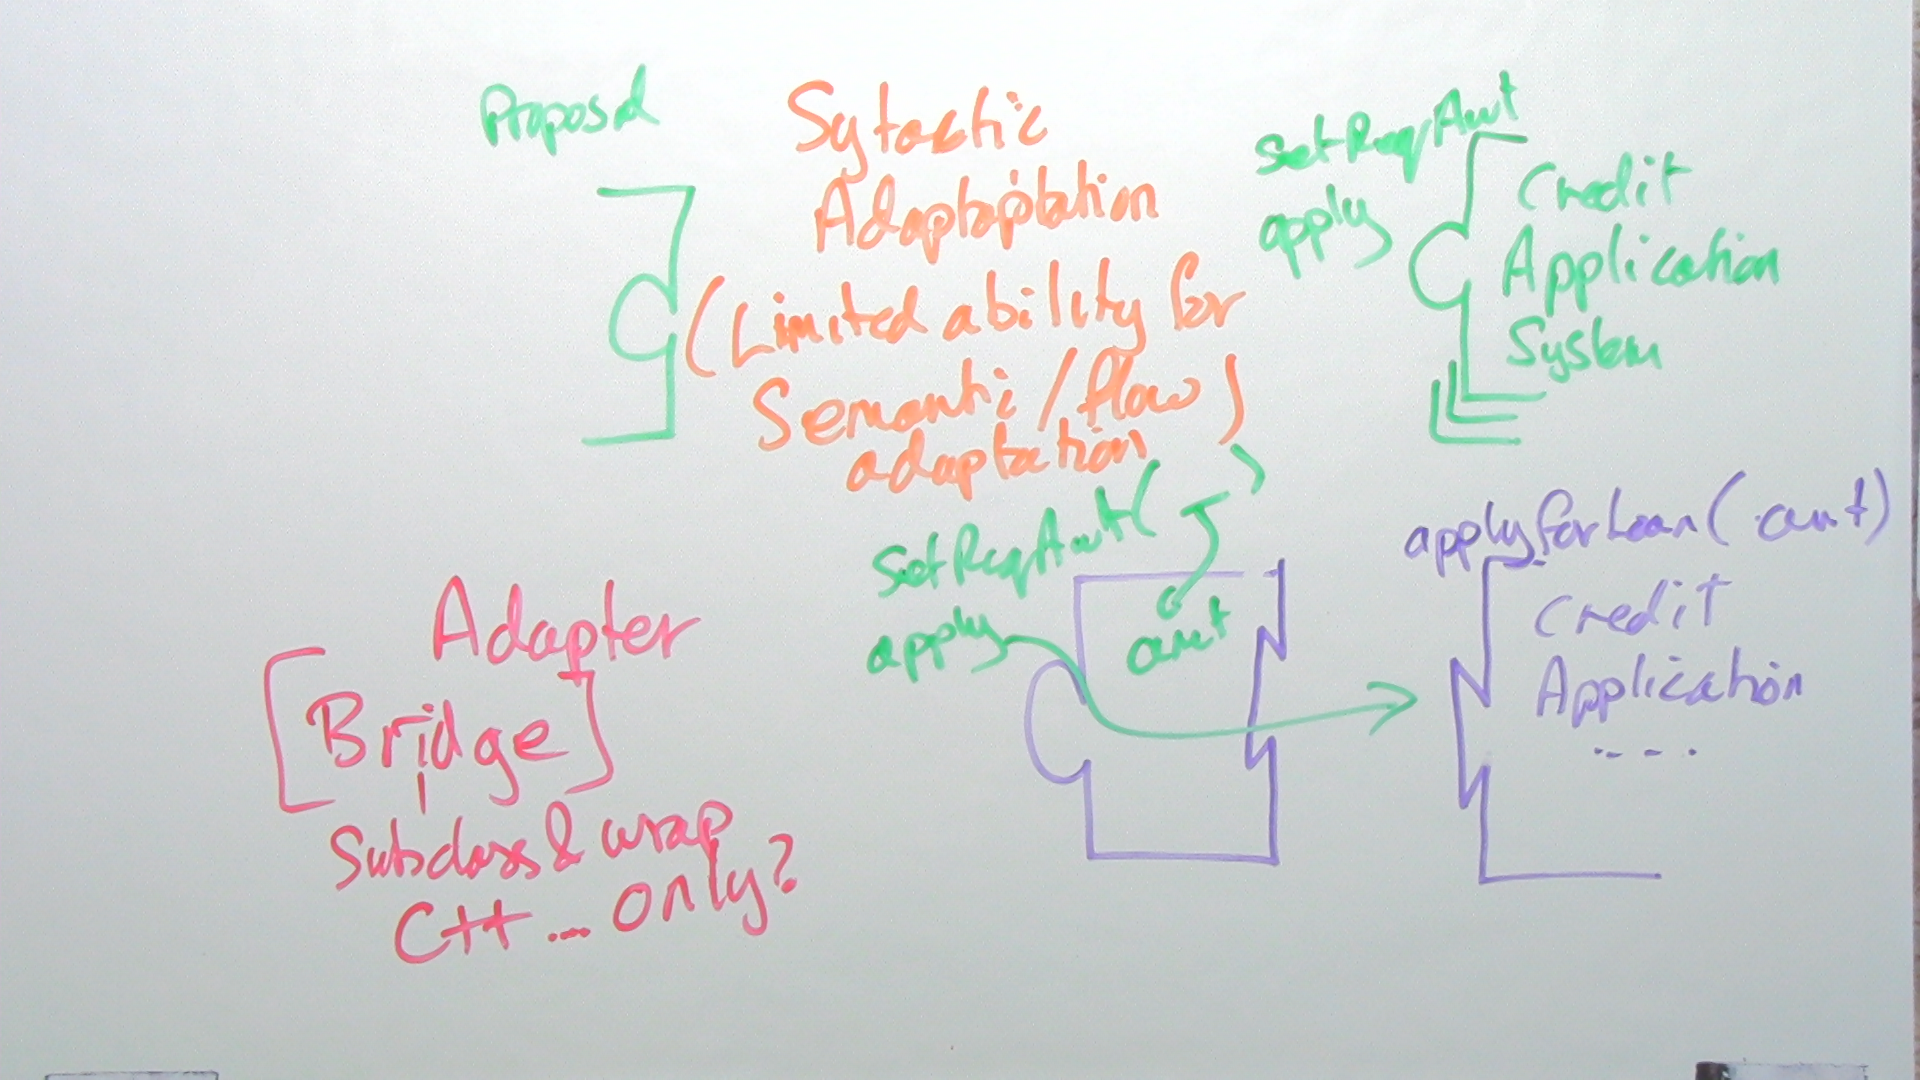 Proposal
Sytactic
Adaptaptation
(Limited ability for
Semantic/flow)
adaptation
setReqAmt
apply
Credit
Application
System
setReqAmt( )
apply
amt
applyForLoan(amt)
Credit
Application
....
Adapter
[Bridge]
Subclass & wrap
C++ ... only?